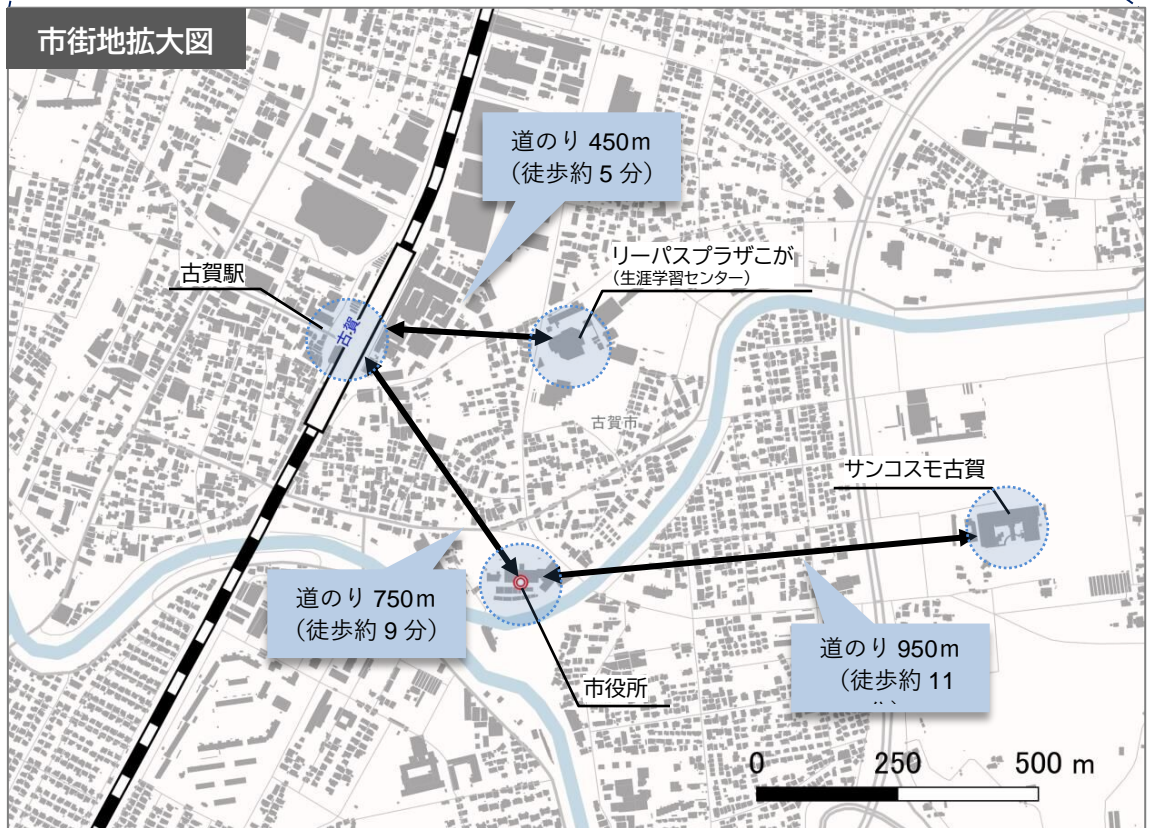 市街地拡大図
道のり 450m
（徒歩約 5 分）
古賀駅
リーパスプラザこが
（生涯学習センター）
古賀
古賀市
サンコスモ古賀
道のり 750m
（徒歩約 9 分）
道のり 950m
（徒歩約 11
市役所
0 250 500 m